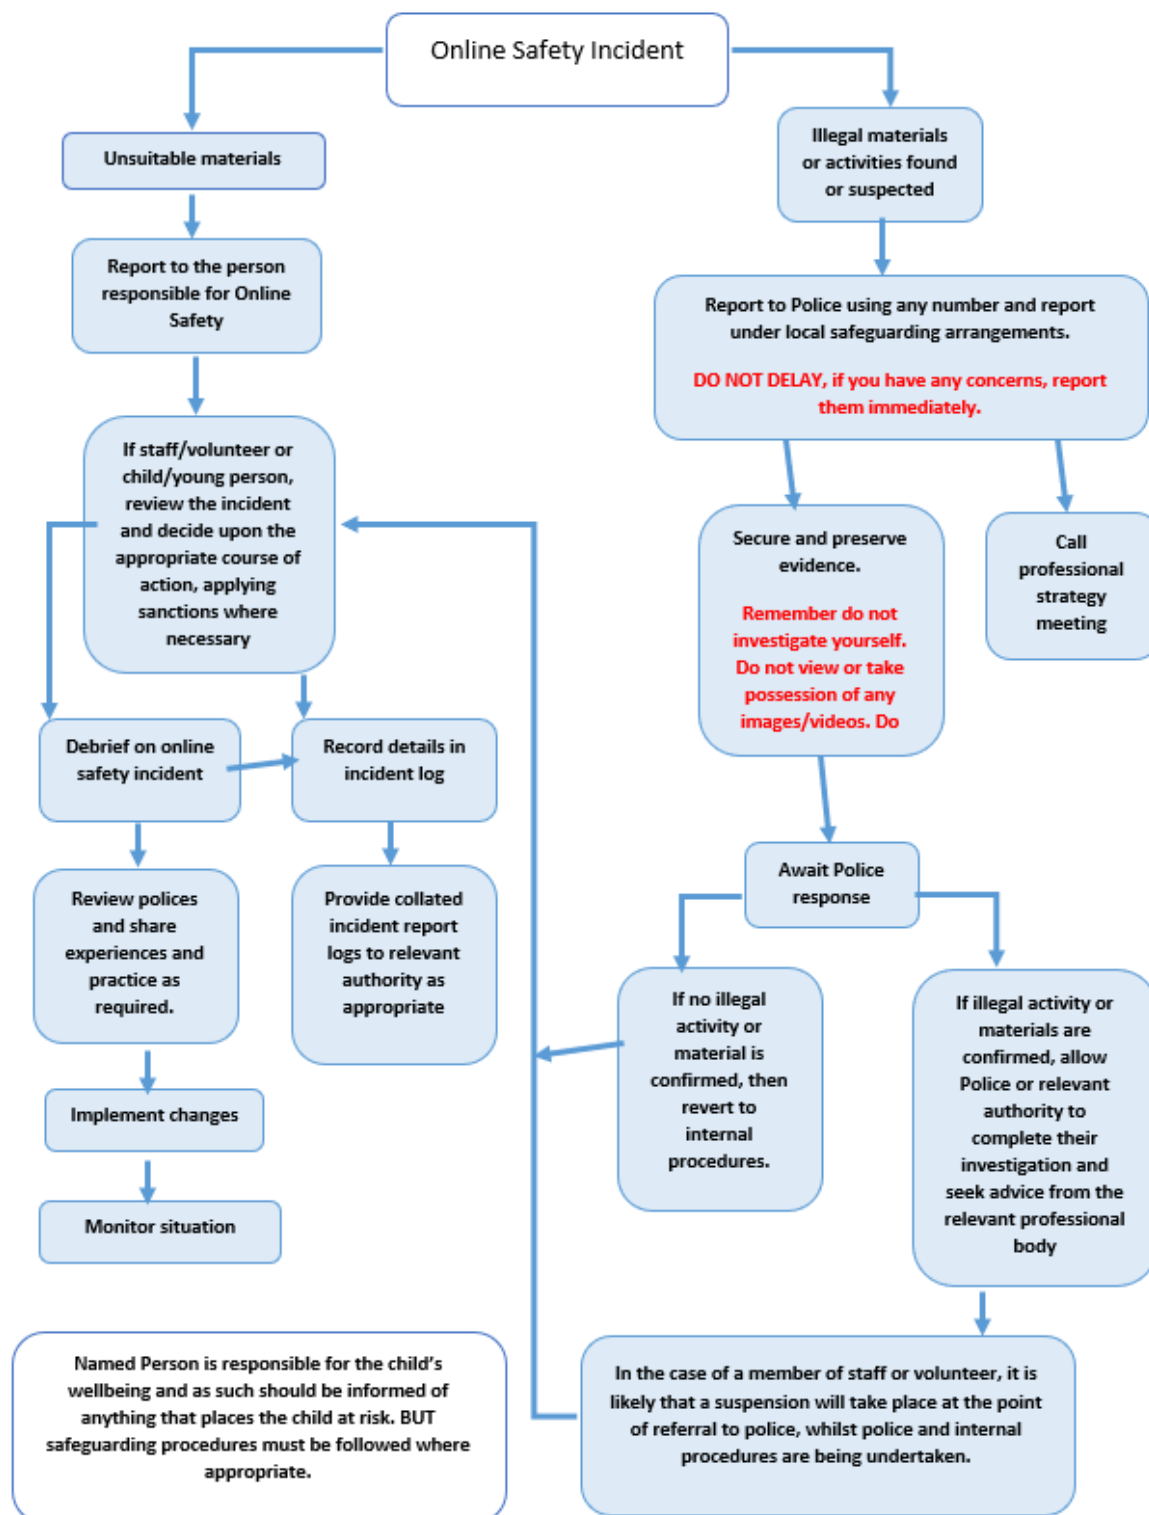 Online Safety Incident
Unsuitable materials
Report to the person
responsible for Online
Safety
If staff/volunteer or
child/young person,
review the incident
and decide upon the
appropriate course of
action, applying
sanctions where
necessary
Debrief on online
safety incident
Record details in
incident log
Review polices
and share
experiences and
practice as
required.
Provide collated
incident report
logs to relevant
authority as
appropriate
Implement changes
Monitor situation
Illegal materials
or activities found
or suspected
Report to Police using any number and report
under local safeguarding arrangements.
DO NOT DELAY, if you have any concerns, report
them immediately.
Secure and preserve
evidence.
Remember do not
investigate yourself.
Do not view or take
possession of any
images/videos. Do
Call
professional
strategy
meeting
Await Police
response
If no illegal
activity or
material is
confirmed, then
revert to
internal
procedures.
If illegal activity or
materials are
confirmed, allow
Police or relevant
authority to
complete their
investigation and
seek advice from the
relevant professional
body
In the case of a member of staff or volunteer, it is
likely that a suspension will take place at the point
of referral to police, whilst police and internal
procedures are being undertaken.
Named Person is responsible for the child’s
wellbeing and as such should be informed of
anything that places the child at risk. BUT
safeguarding procedures must be followed where
appropriate.